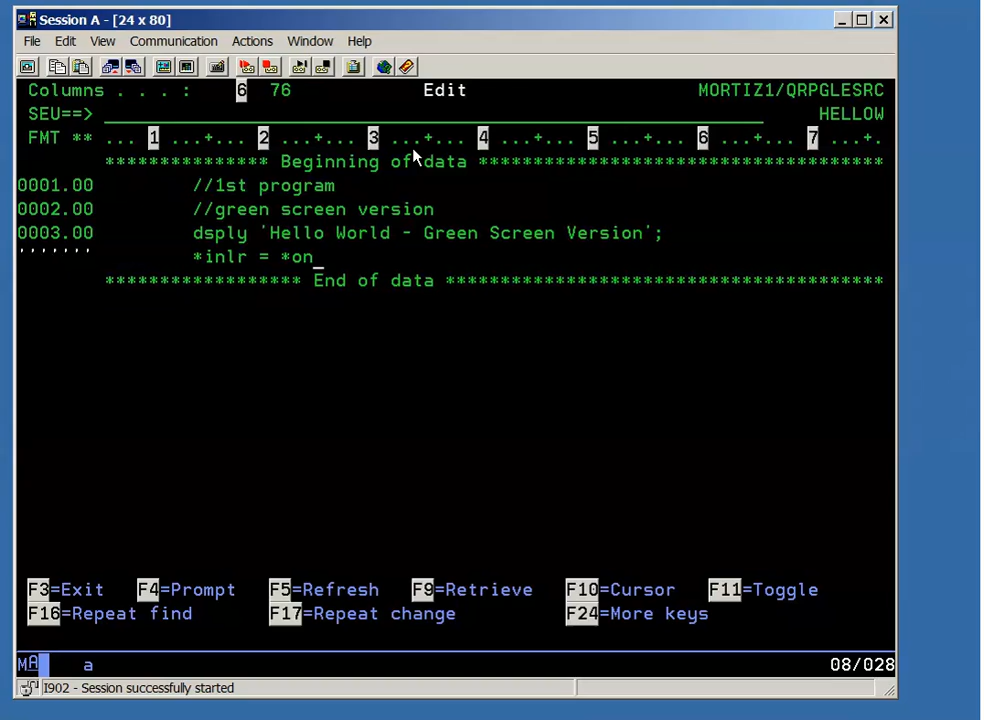 Session A - [24 x 80]
File Edit View Communication Actions Window Help
Columns . . . : 6 76 Edit MORTIZ1/QRPGLESRC
SEU==> HELLOW
FMT ** ... 1 ...+... 2 ...+... 3 ...+... 4 ...+... 5 ...+... 6 ...+... 7 ...+.
*************** Beginning of data *************************************
0001.00 //1st program
0002.00 //green screen version
0003.00 dsply 'Hello World - Green Screen Version';
''''''' *inlr = *on_
****************** End of data ****************************************
F3=Exit F4=Prompt F5=Refresh F9=Retrieve F10=Cursor F11=Toggle
F16=Repeat find F17=Repeat change F24=More keys
MA a 08/028
I902 - Session successfully started